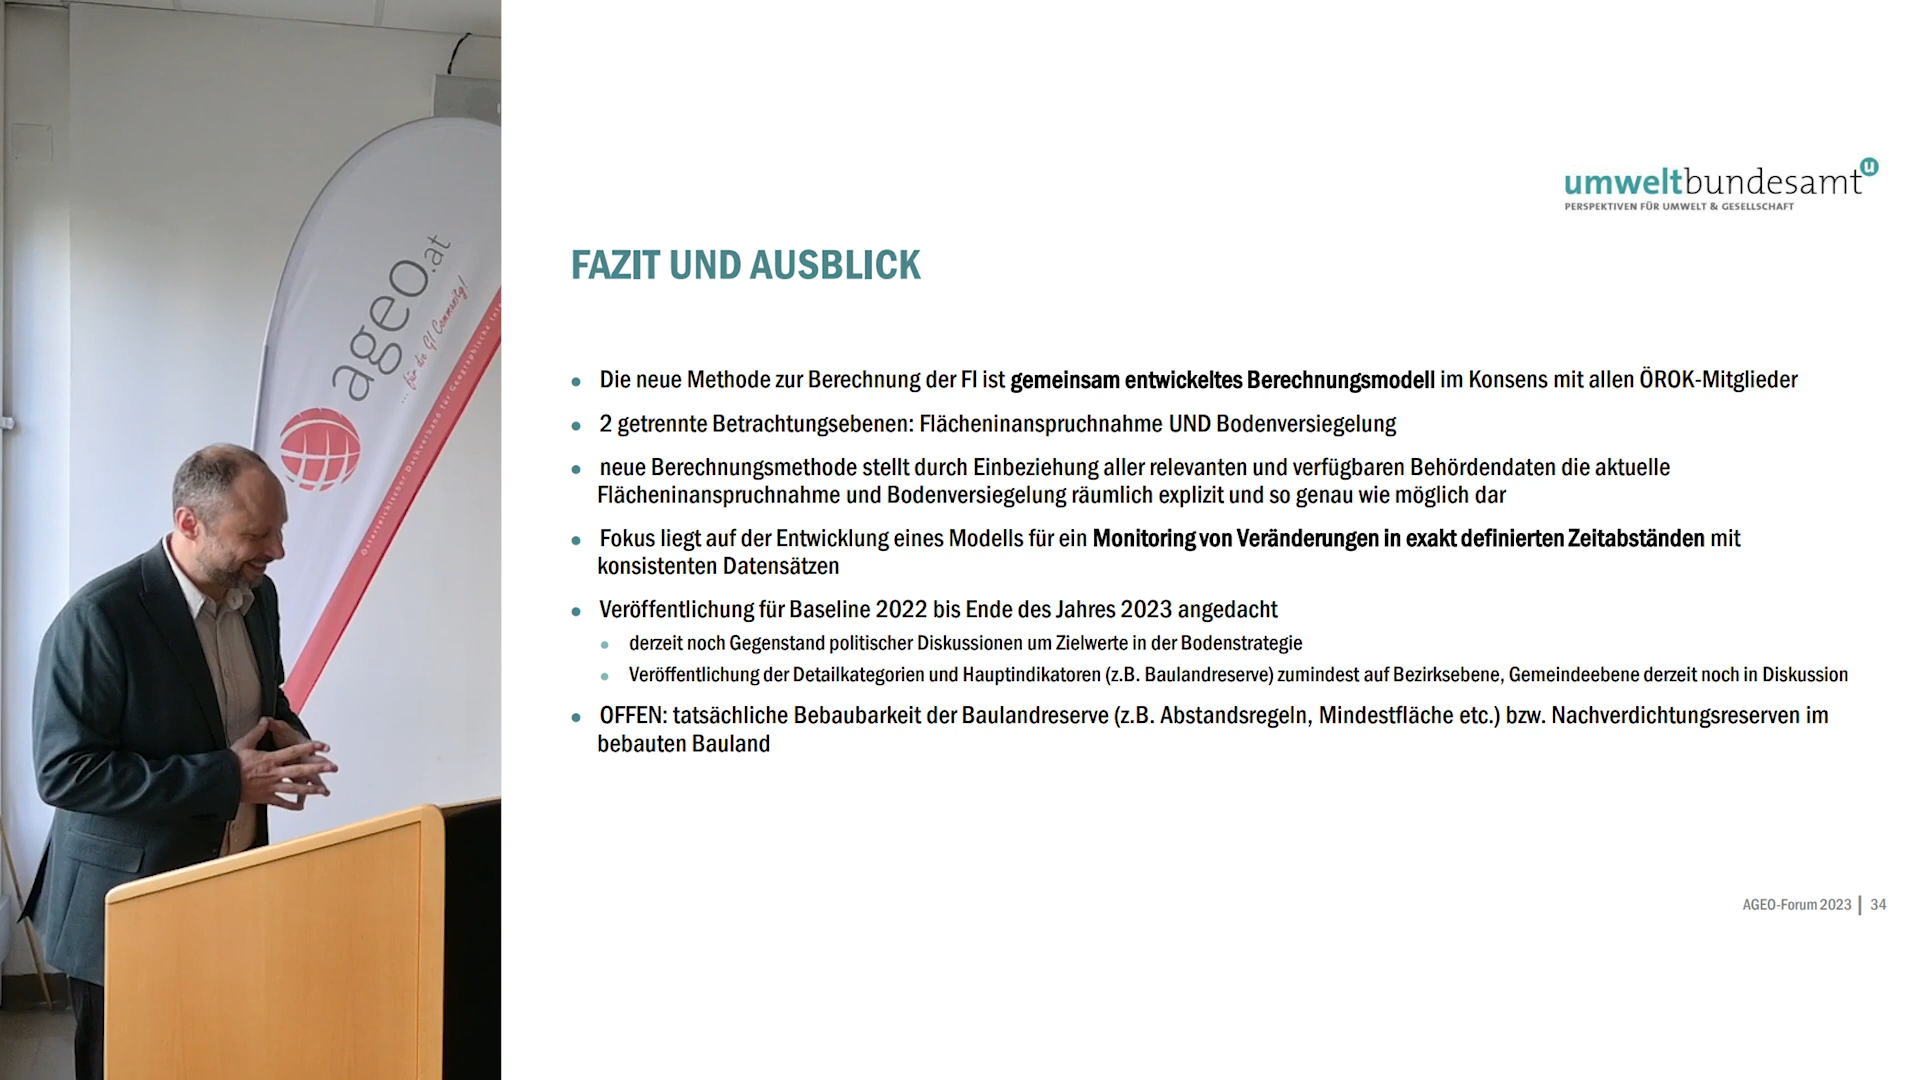 ageo.at
... für die GI Community!
Österreichischer Dachverband für Geographische
umweltbundesamt
PERSPEKTIVEN FÜR UMWELT & GESELLSCHAFT
FAZIT UND AUSBLICK
Die neue Methode zur Berechnung der FI ist gemeinsam entwickeltes Berechnungsmodell im Konsens mit allen ÖROK-Mitglieder
2 getrennte Betrachtungsebenen: Flächeninanspruchnahme UND Bodenversiegelung
neue Berechnungsmethode stellt durch Einbeziehung aller relevanten und verfügbaren Behördendaten die aktuelle
Flächeninanspruchnahme und Bodenversiegelung räumlich explizit und so genau wie möglich dar
Fokus liegt auf der Entwicklung eines Modells für ein Monitoring von Veränderungen in exakt definierten Zeitabständen mit
konsistenten Datensätzen
Veröffentlichung für Baseline 2022 bis Ende des Jahres 2023 angedacht
derzeit noch Gegenstand politischer Diskussionen um Zielwerte in der Bodenstrategie
Veröffentlichung der Detailkategorien und Hauptindikatoren (z.B. Baulandreserve) zumindest auf Bezirksebene, Gemeindeebene derzeit noch in Diskussion
OFFEN: tatsächliche Bebaubarkeit der Baulandreserve (z.B. Abstandsregeln, Mindestfläche etc.) bzw. Nachverdichtungsreserven im
bebauten Bauland
AGEO-Forum 2023 | 34